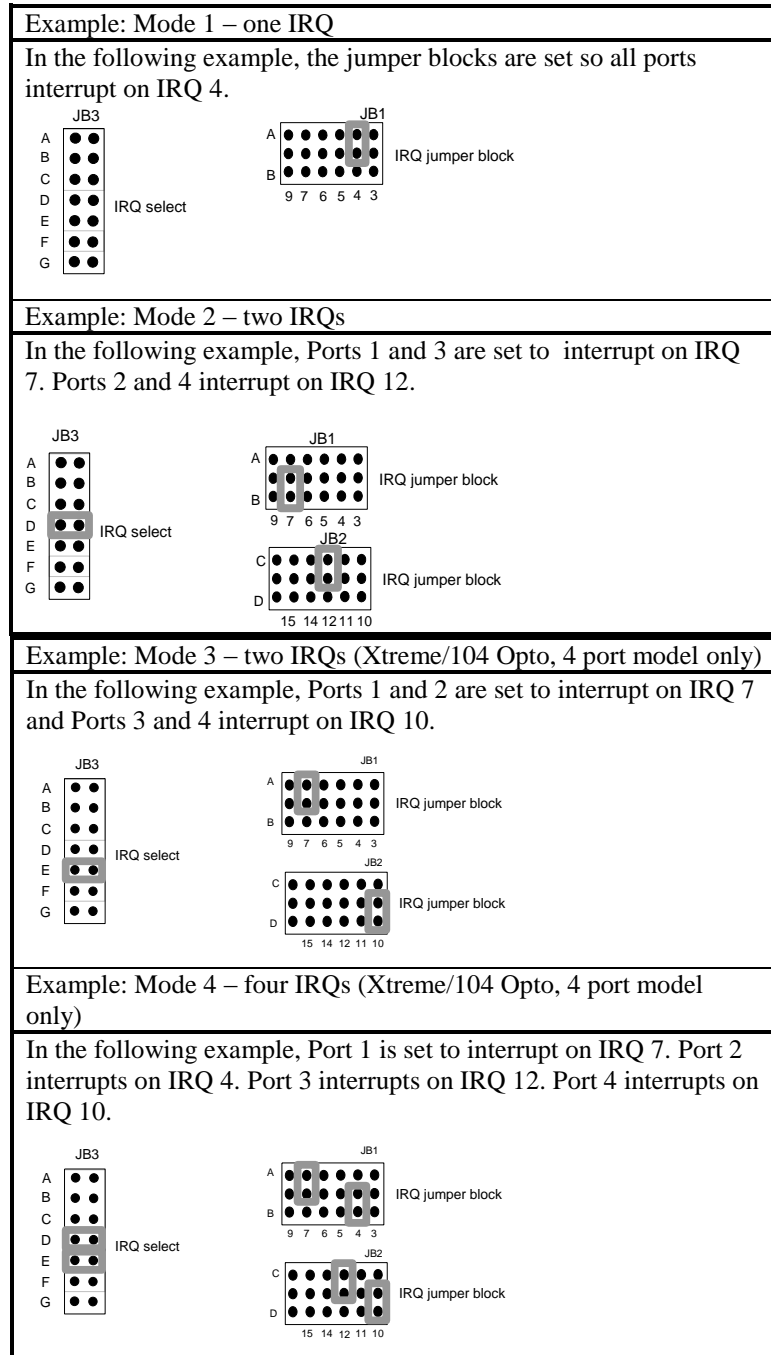 Example: Mode 1 – one IRQ
In the following example, the jumper blocks are set so all ports
interrupt on IRQ 4.
JB3
A
B
C
D
E
F
G
IRQ select
JB1
A
B
IRQ jumper block
9 7 6 5 4 3
Example: Mode 2 – two IRQs
In the following example, Ports 1 and 3 are set to interrupt on IRQ
7. Ports 2 and 4 interrupt on IRQ 12.
JB3
A
B
C
D
E
F
G
IRQ select
JB1
A
B
IRQ jumper block
9 7 6 5 4 3
JB2
C
D
IRQ jumper block
15 14 12 11 10
Example: Mode 3 – two IRQs (Xtreme/104 Opto, 4 port model only)
In the following example, Ports 1 and 2 are set to interrupt on IRQ 7
and Ports 3 and 4 interrupt on IRQ 10.
JB3
A
B
C
D
E
F
G
IRQ select
JB1
A
B
IRQ jumper block
9 7 6 5 4 3
JB2
C
D
IRQ jumper block
15 14 12 11 10
Example: Mode 4 – four IRQs (Xtreme/104 Opto, 4 port model
only)
In the following example, Port 1 is set to interrupt on IRQ 7. Port 2
interrupts on IRQ 4. Port 3 interrupts on IRQ 12. Port 4 interrupts on
IRQ 10.
JB3
A
B
C
D
E
F
G
IRQ select
JB1
A
B
IRQ jumper block
9 7 6 5 4 3
JB2
C
D
IRQ jumper block
15 14 12 11 10